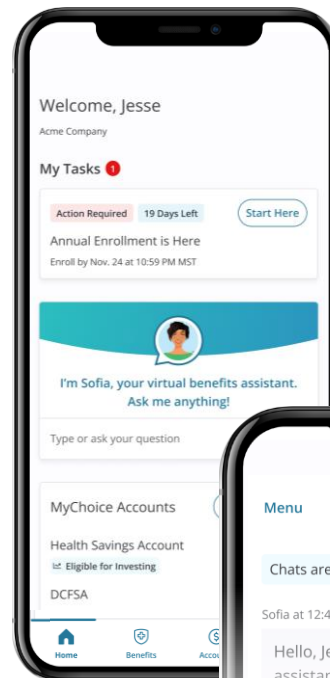 Welcome, Jesse
Acme Company
My Tasks 1
Action Required 19 Days Left Start Here
Annual Enrollment is Here
Enroll by Nov. 24 at 10:59 PM MST
I'm Sofia, your virtual benefits assistant.
Ask me anything!
Type or ask your question
MyChoice Accounts
Health Savings Account
Eligible for Investing
DCFSA
Home Benefits
Menu
Chats are
Sofia at 12:4
Hello, Je
assistan